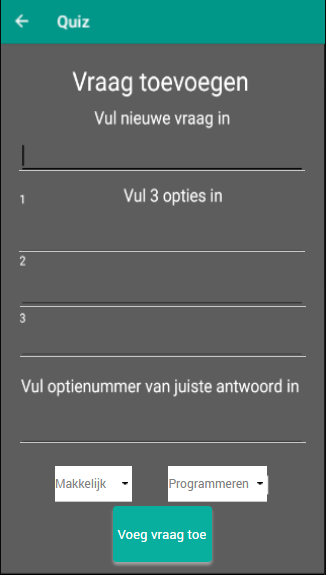 Quiz
Vraag toevoegen
Vul nieuwe vraag in
1
Vul 3 opties in
2
3
Vul optienummer van juiste antwoord in
Makkelijk
Programmeren
Voeg vraag toe